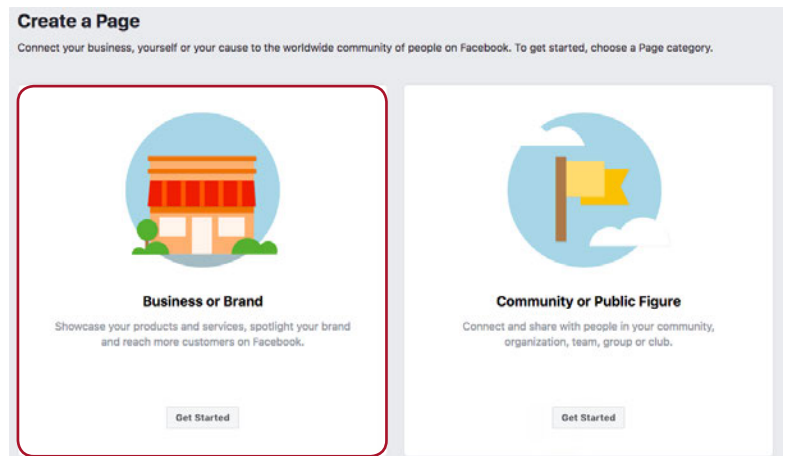 Create a Page
Connect your business, yourself or your cause to the worldwide community of people on Facebook. To get started, choose a Page category.
Business or Brand
Showcase your products and services, spotlight your brand
and reach more customers on Facebook.
Get Started
Community or Public Figure
Connect and share with people in your community,
organization, team, group or club.
Get Started